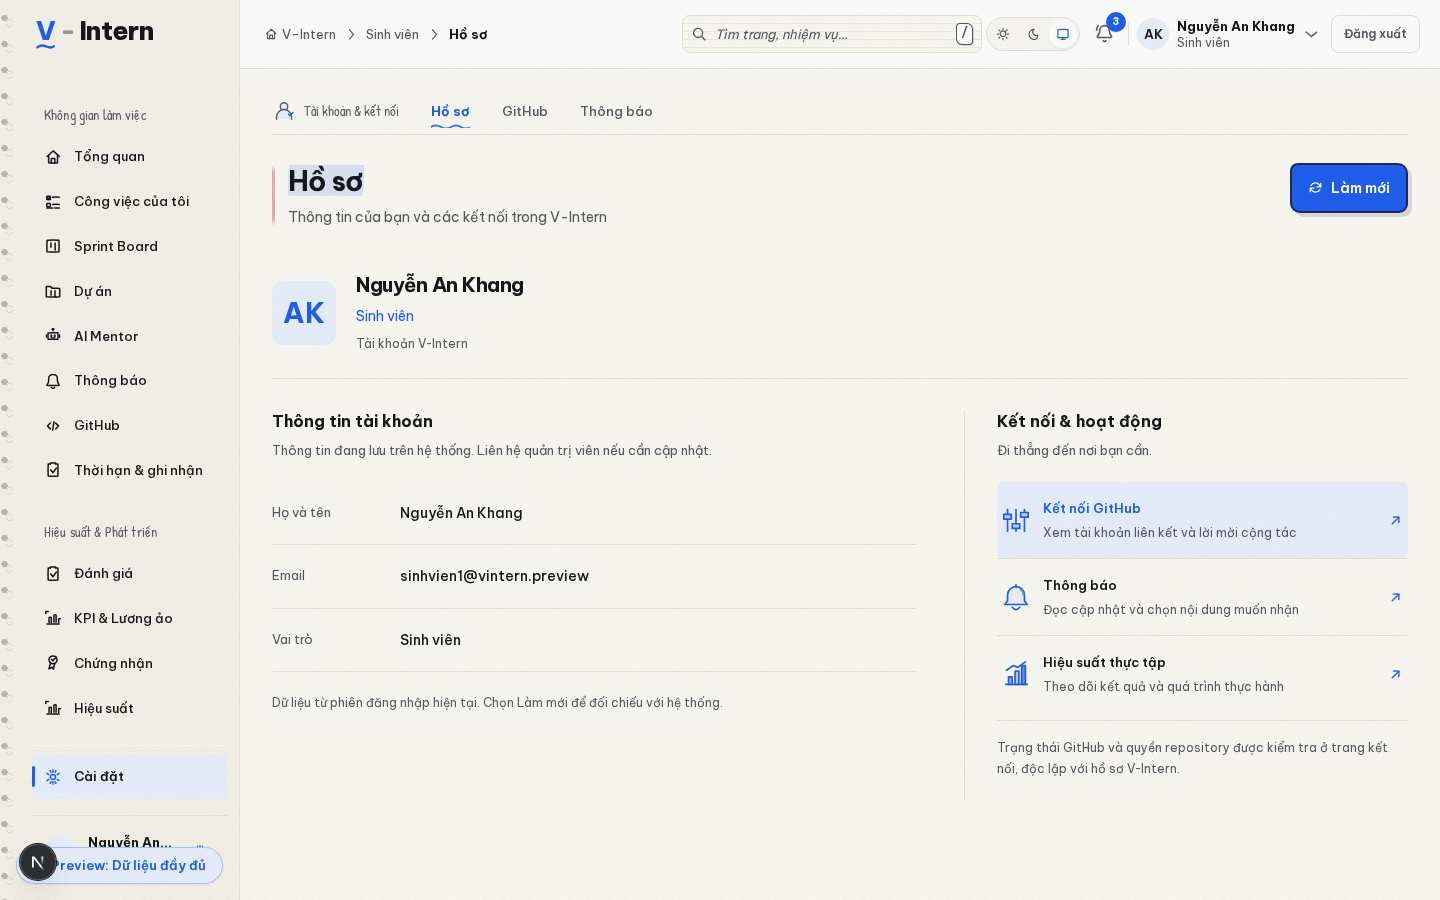 V - Intern
Không gian làm việc
Tổng quan
Công việc của tôi
Sprint Board
Dự án
AI Mentor
Thông báo
GitHub
Thời hạn & ghi nhận
Hiệu suất & Phát triển
Đánh giá
KPI & Lương ảo
Chứng nhận
Hiệu suất
Cài đặt
Nguyễn An...
Preview: Dữ liệu đầy đủ
N
V-Intern > Sinh viên > Hồ sơ
Tìm trang, nhiệm vụ... /
3
AK
Nguyễn An Khang
Sinh viên
Đăng xuất
Tài khoản & kết nối Hồ sơ GitHub Thông báo
Hồ sơ
Thông tin của bạn và các kết nối trong V-Intern
Làm mới
AK
Nguyễn An Khang
Sinh viên
Tài khoản V-Intern
Thông tin tài khoản
Thông tin đang lưu trên hệ thống. Liên hệ quản trị viên nếu cần cập nhật.
Họ và tên Nguyễn An Khang
Email sinhvien1@vintern.preview
Vai trò Sinh viên
Dữ liệu từ phiên đăng nhập hiện tại. Chọn Làm mới để đối chiếu với hệ thống.
Kết nối & hoạt động
Đi thẳng đến nơi bạn cần.
Kết nối GitHub
Xem tài khoản liên kết và lời mời cộng tác
Thông báo
Đọc cập nhật và chọn nội dung muốn nhận
Hiệu suất thực tập
Theo dõi kết quả và quá trình thực hành
Trạng thái GitHub và quyền repository được kiểm tra ở trang kết
nối, độc lập với hồ sơ V-Intern.